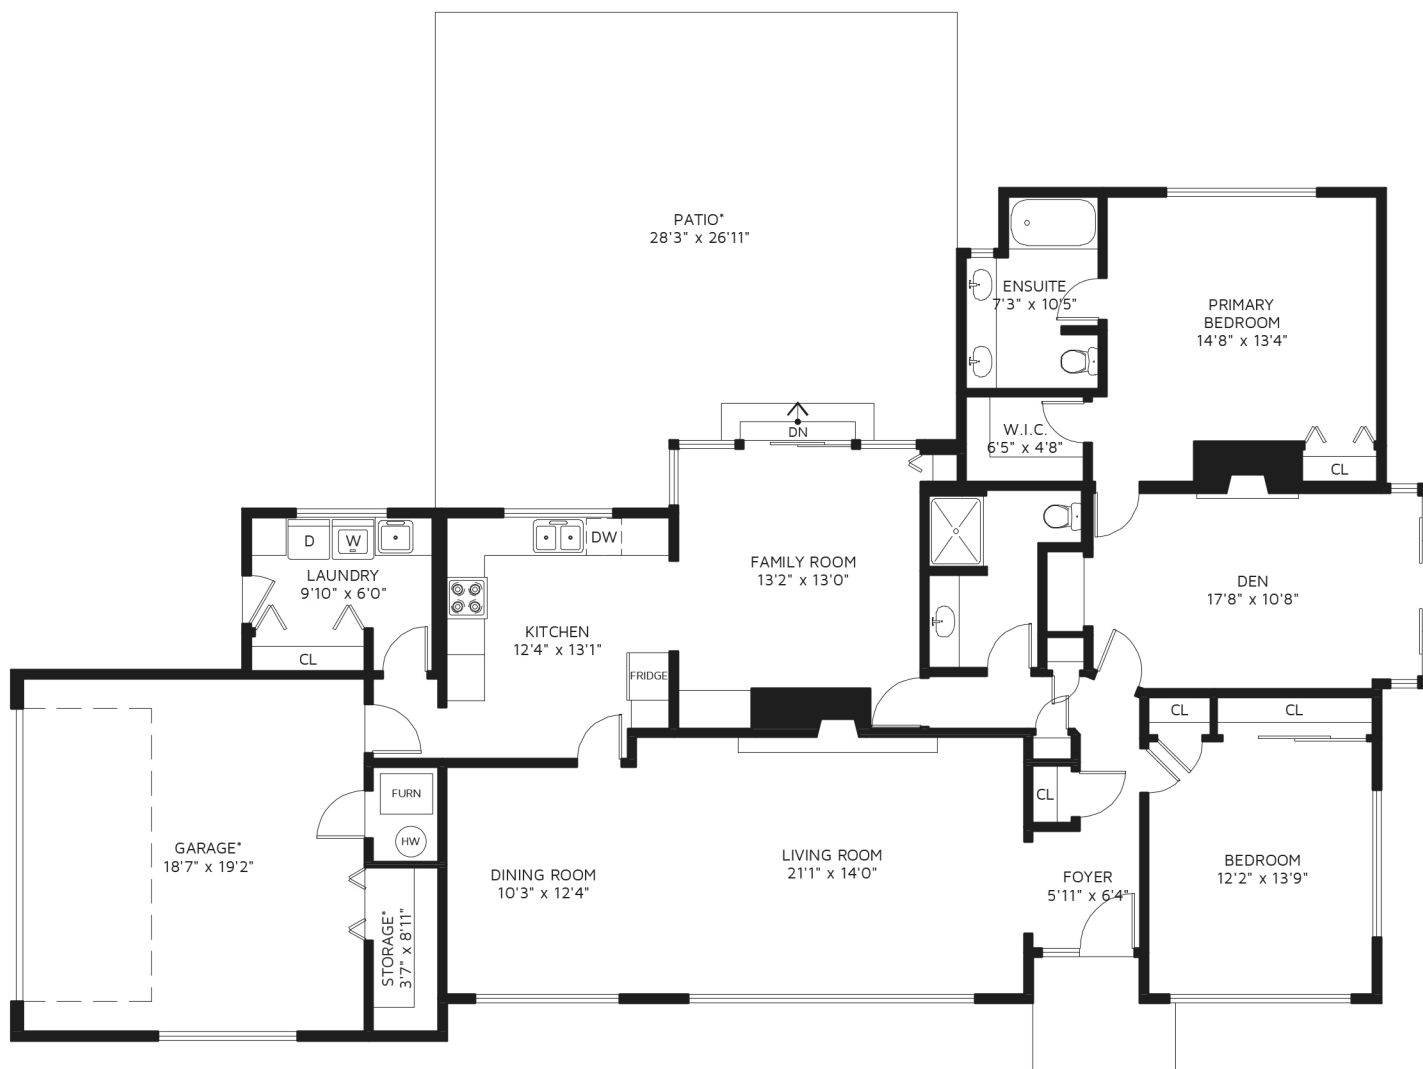 PATIO*
28'3" x 26'11"
ENSUITE
7'3" x 10'5"
PRIMARY
BEDROOM
14'8" x 13'4"
DN
W.I.C.
6'5" x 4'8"
CL
D
W
DW
LAUNDRY
9'10" x 6'0"
FAMILY ROOM
13'2" x 13'0"
DEN
17'8" x 10'8"
KITCHEN
12'4" x 13'1"
CL
FRIDGE
CL
CL
FURN
CL
HW
GARAGE*
18'7" x 19'2"
LIVING ROOM
21'1" x 14'0"
BEDROOM
12'2" x 13'9"
DINING ROOM
10'3" x 12'4"
FOYER
5'11" x 6'4"
STORAGE*
3'7" x 8'11"